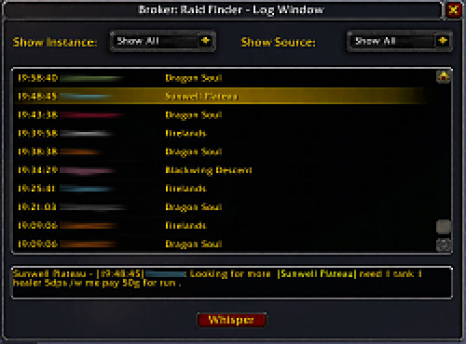 Broker: Raid Finder - Log Window
Show Instance: Show All Show Source: Show All
19:58:40 Dragon Soul
19:48:45 Sunwell Plateau
19:43:38 Dragon Soul
19:39:58 Firelands
19:38:38 Dragon Soul
19:34:29 Blackwing Descent
19:25:41 Firelands
19:21:03 Dragon Soul
19:09:06 Firelands
19:09:06 Dragon Soul
Sunwell Plateau - [19:48:45] Looking for more [Sunwell Plateau] need 1 tank 1
healer 5dps /w me pay 50g for run .
Whisper